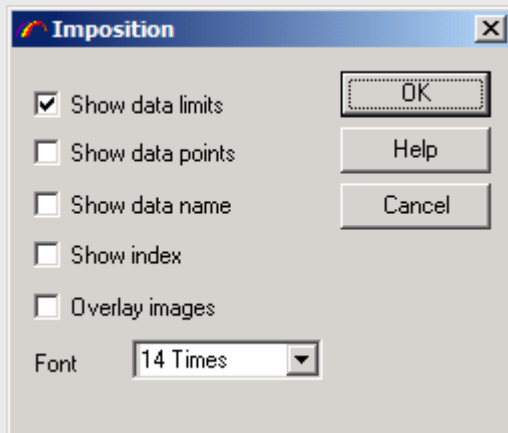 Imposition
Show data limits
OK
Show data points
Help
Show data name
Cancel
Show index
Overlay images
Font
14 Times